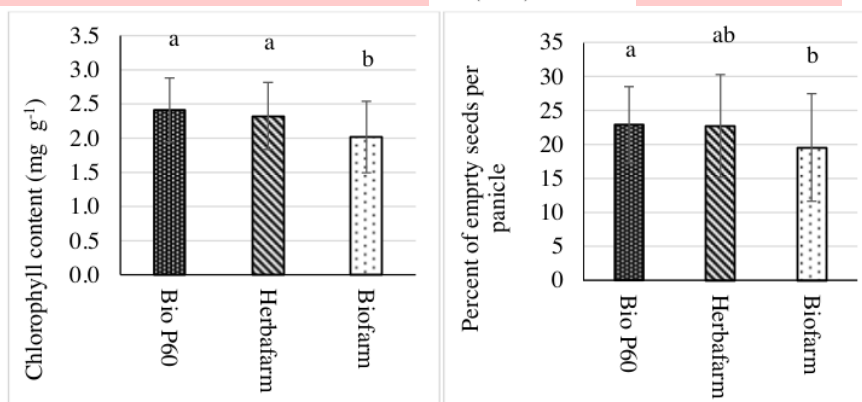 Chlorophyll content (mg g-1)
3.5
3.0
2.5
2.0
1.5
1.0
0.5
0.0
a
a
b
Bio P60
Herbafarm
Biofarm
Percent of emprty seeds per
panicle
35
30
25
20
15
10
5
0
a
ab
b
Bio P60
Herbafarm
Biofarm